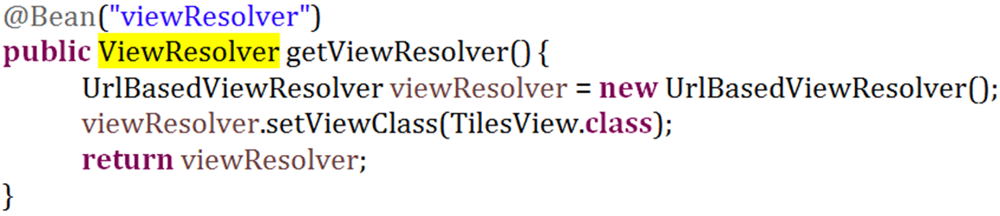 @Bean("viewResolver")
public ViewResolver getViewResolver() {
UrlBasedViewResolver viewResolver = new UrlBasedViewResolver();
viewResolver.setViewClass(TilesView.class);
return viewResolver;
}